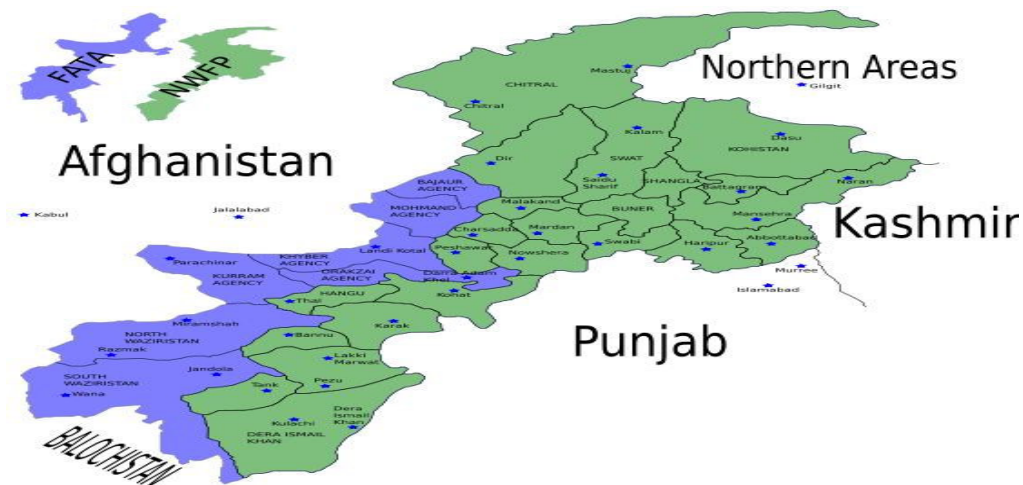 FATA
NWFP
Northern Areas
Gilgit
Mastuj
CHITRAL
Chitral
Kalam
Dasu
KOHISTAN
Afghanistan
Dir
SWAT
Saidu
Sharif
SHANGLA
Battagram
Naran
BAJAUR
AGENCY
Malakand
BUNER
Mansehra
Kashmir
MOHMAND
AGENCY
Kabul
Jalalabad
Charsadda
Mardan
Swabi
Haripur
Abbottabad
Landi Kotal
Peshawar
Nowshera
Murree
Parachinar
KHYBER
AGENCY
ORAKZAI
AGENCY
Darra Adam
Khel
KURRAM
AGENCY
Islamabad
HANGU
Thal
Kohat
Miramshah
Karak
NORTH
WAZIRISTAN
Bannu
Punjab
Razmak
Lakki
Marwat
Jandola
SOUTH
WAZIRISTAN
Wana
Tank
Pezu
Kulachi
Dera
Ismail
Khan
DERA ISMAIL
KHAN
BALOCHISTAN